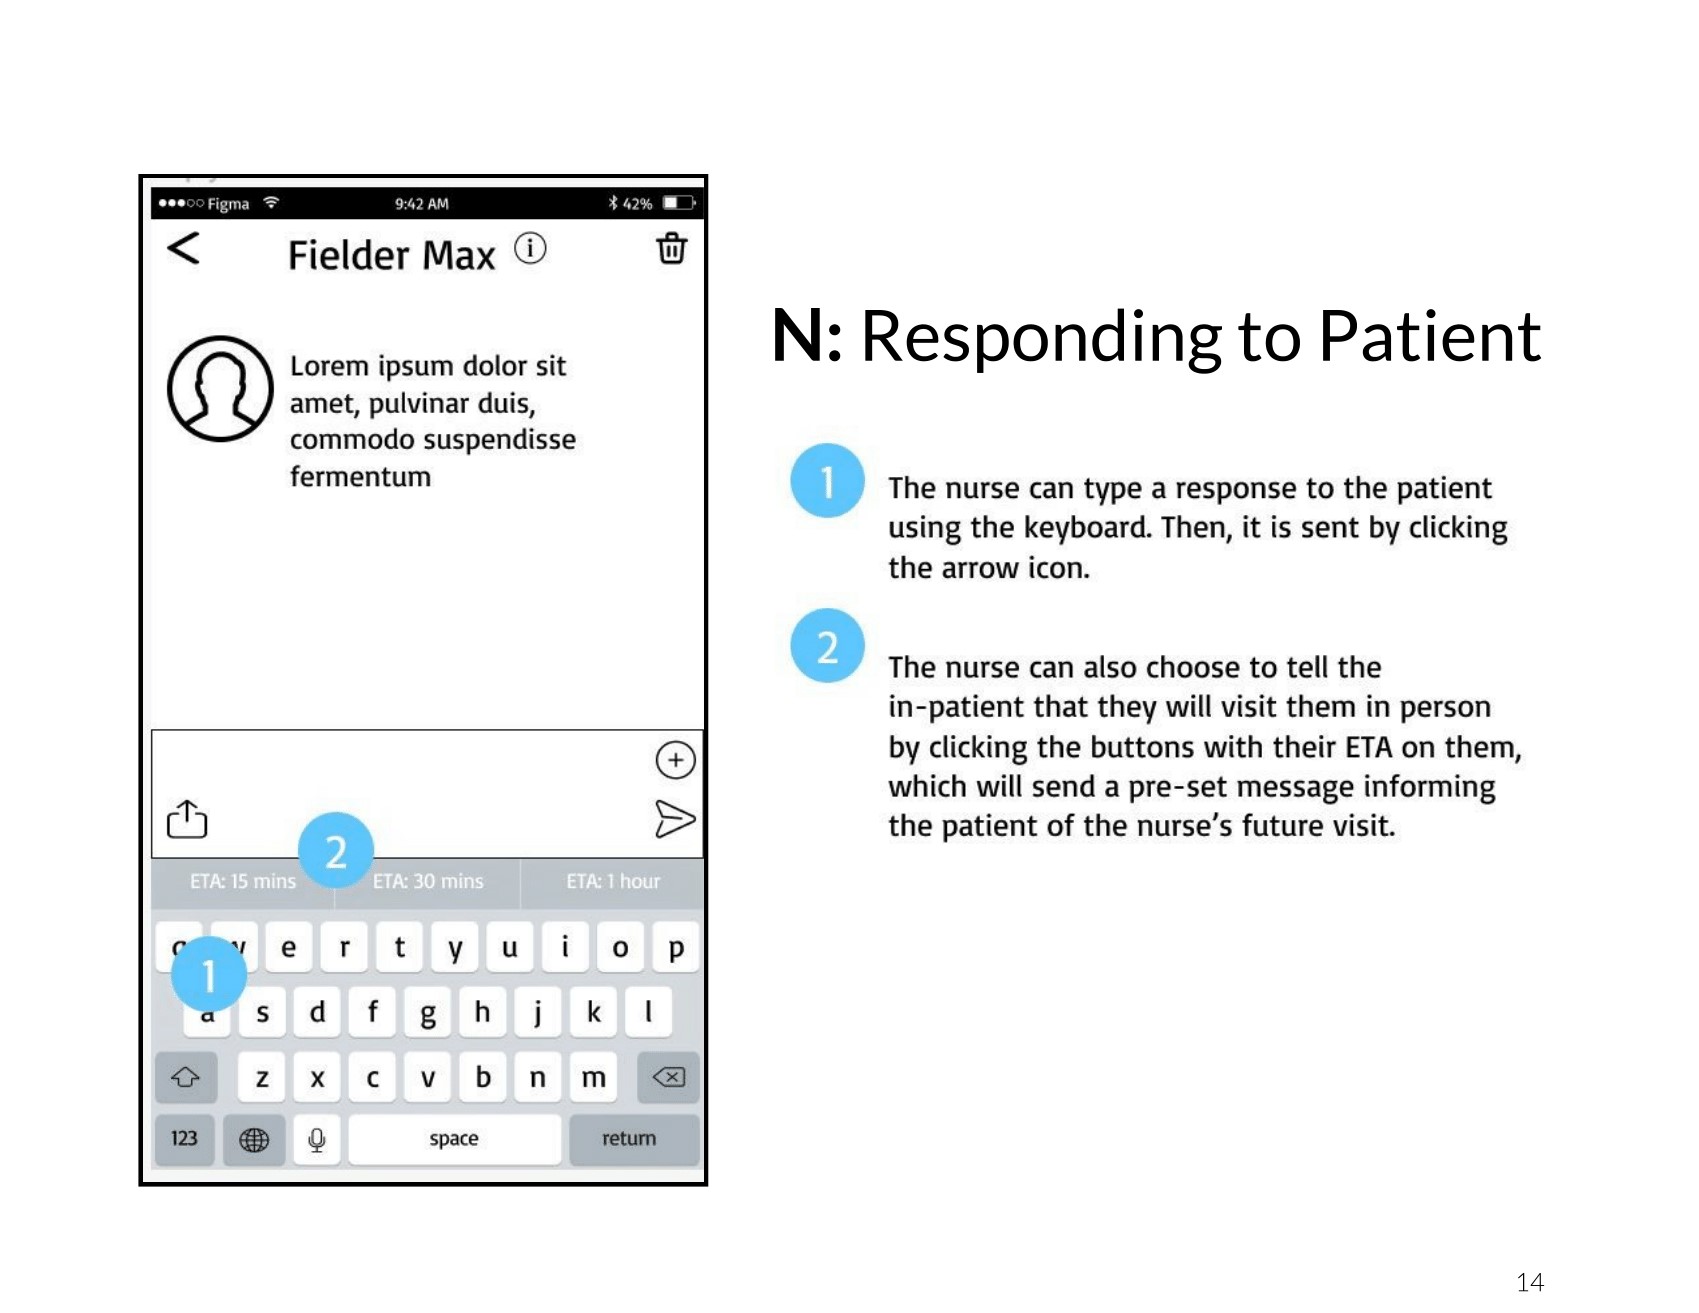 Figma 9:42 AM 42%
Fielder Max i
Lorem ipsum dolor sit
amet, pulvinar duis,
commodo suspendisse
fermentum
2
ETA: 15 mins ETA: 30 mins ETA: 1 hour
e r t y u i o p
1
a s d f g h j k l
z x c v b n m
123 space return
N: Responding to Patient
1
The nurse can type a response to the patient
using the keyboard. Then, it is sent by clicking
the arrow icon.
2
The nurse can also choose to tell the
in-patient that they will visit them in person
by clicking the buttons with their ETA on them,
which will send a pre-set message informing
the patient of the nurse’s future visit.
14